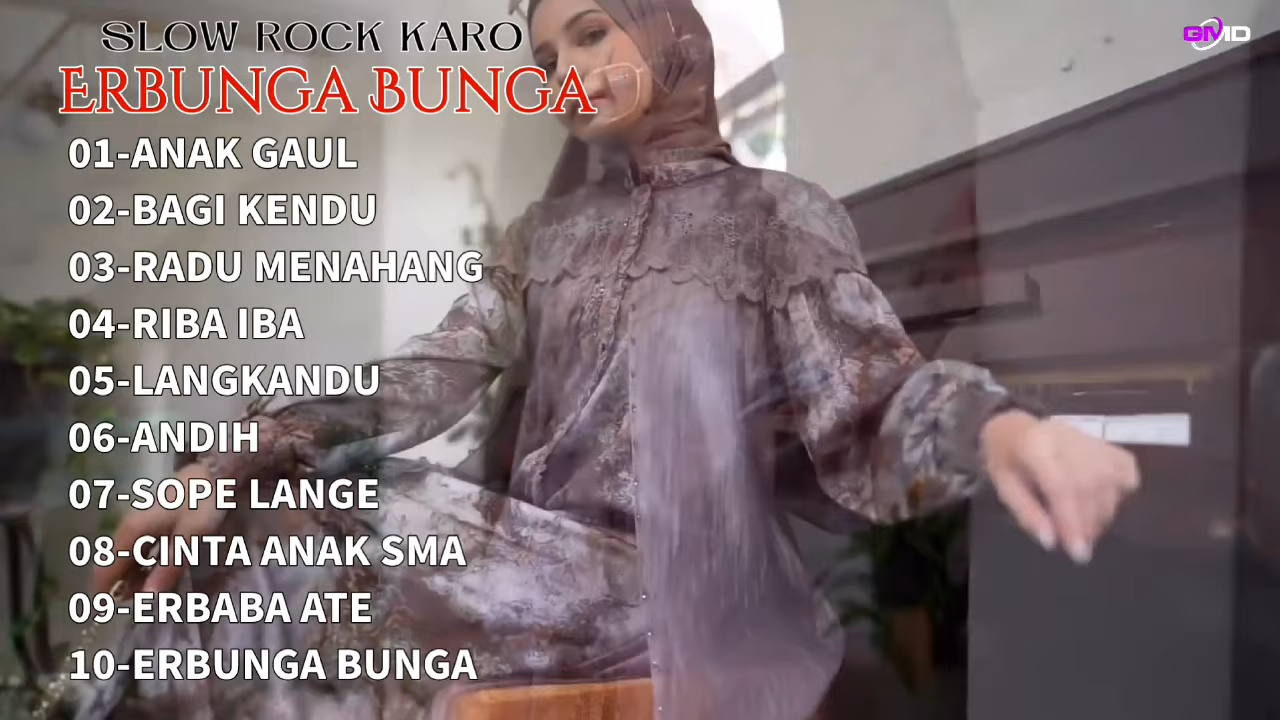 SLOW ROCK KARO
ERBUNGA BUNGA
GMD
01-ANAK GAUL
02-BAGI KENDU
03-RADU MENAHANG
04-RIBA IBA
05-LANGKANDU
06-ANDIH
07-SOPE LANGE
08-CINTA ANAK SMA
09-ERBABA ATE
10-ERBUNGA BUNGA